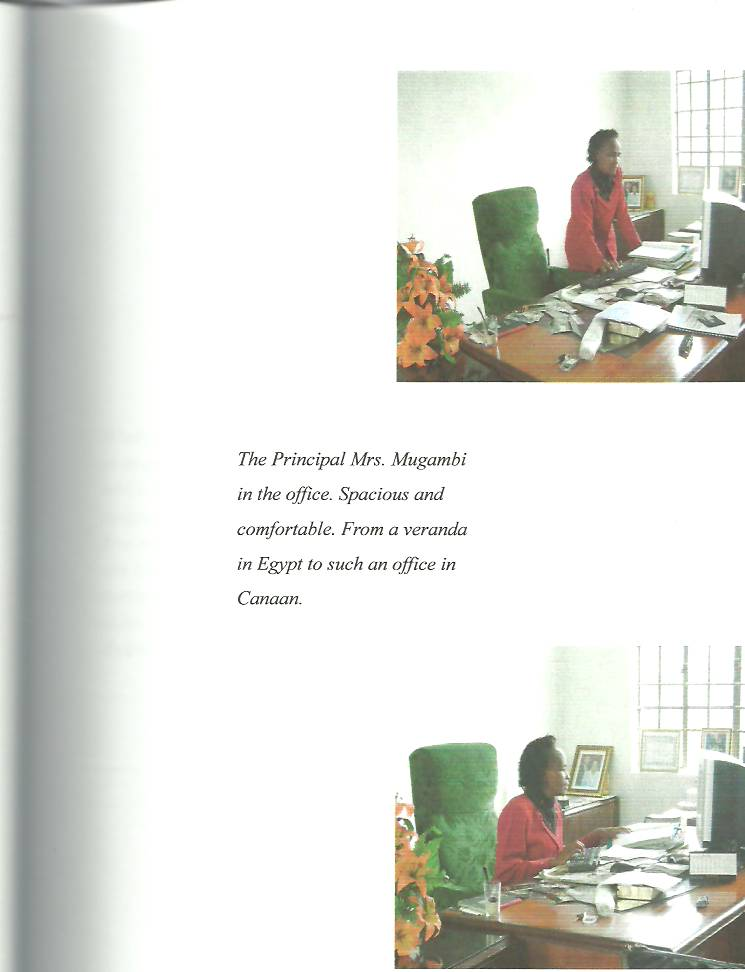 The Principal Mrs. Mugambi
in the office. Spacious and
comfortable. From a veranda
in Egypt to such an office in
Canaan.